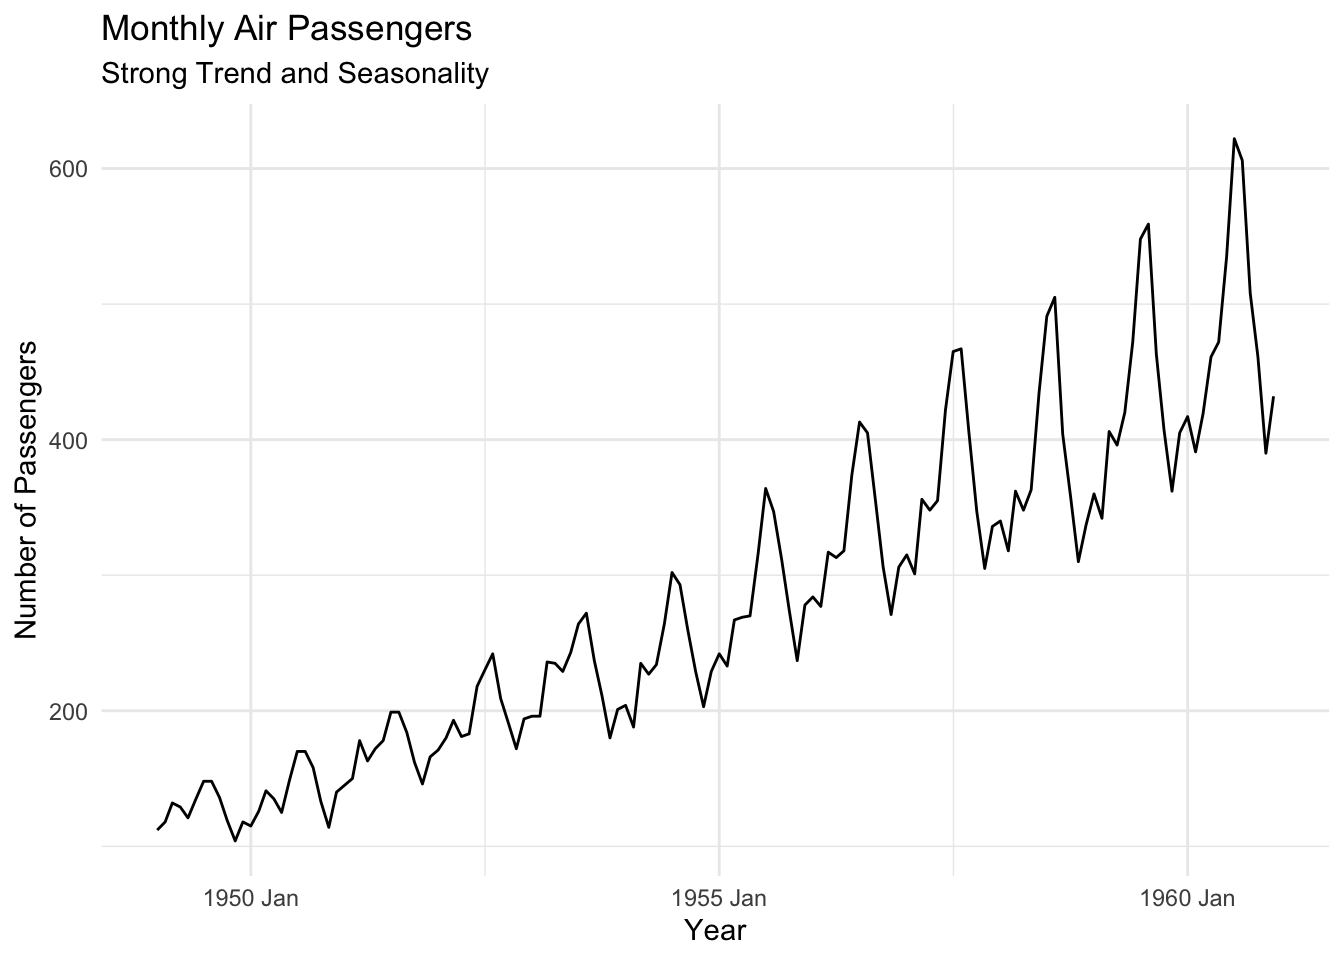 Monthly Air Passengers
Strong Trend and Seasonality
Number of Passengers
600
400
200
1950 Jan
1955 Jan
1960 Jan
Year